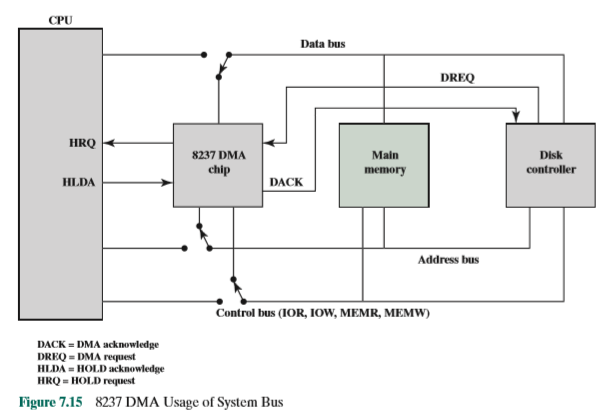 CPU
Data bus
DREQ
HRQ
8237 DMA
chip
Main
memory
Disk
controller
HLDA
DACK
Address bus
Control bus (IOR, IOW, MEMR, MEMW)
DACK = DMA acknowledge
DREQ = DMA request
HLDA = HOLD acknowledge
HRQ = HOLD request
Figure 7.15 8237 DMA Usage of System Bus